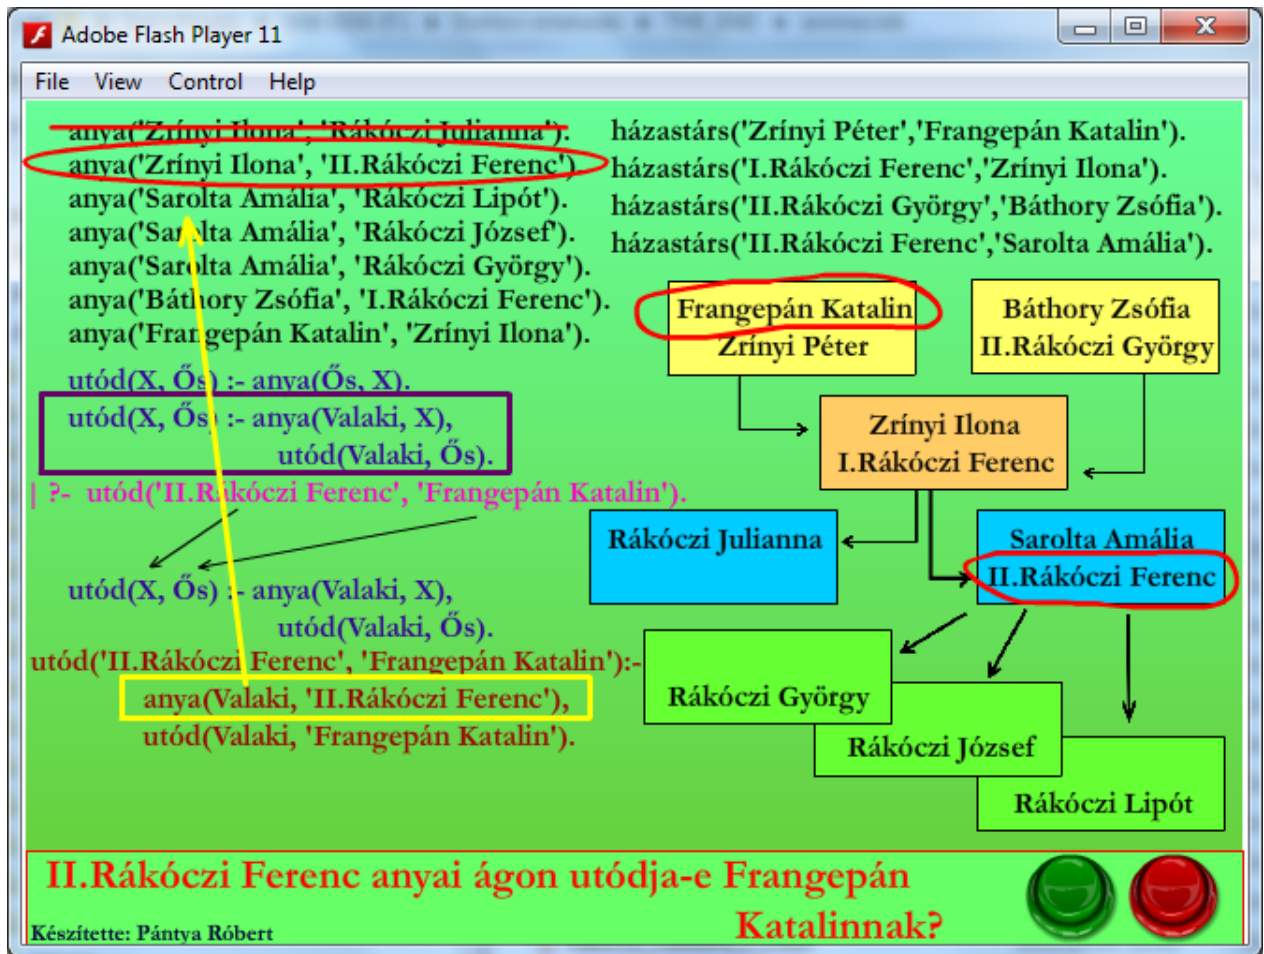 Adobe Flash Player 11
File View Control Help
anya('Zrínyi Ilona', 'Rákóczi Julianna').
anya('Zrínyi Ilona', 'II.Rákóczi Ferenc').
anya('Sarolta Amália', 'Rákóczi Lipót').
anya('Sarolta Amália', 'Rákóczi József').
anya('Sarolta Amália', 'Rákóczi György').
anya('Báthory Zsófia', 'I.Rákóczi Ferenc').
anya('Frangepán Katalin', 'Zrínyi Ilona').
házastárs('Zrínyi Péter','Frangepán Katalin').
házastárs('I.Rákóczi Ferenc','Zrínyi Ilona').
házastárs('II.Rákóczi György','Báthory Zsófia').
házastárs('II.Rákóczi Ferenc','Sarolta Amália').
utód(X, Ős) :- anya(Ős, X).
utód(X, Ős) :- anya(Valaki, X),
utód(Valaki, Ős).
| ?- utód('II.Rákóczi Ferenc', 'Frangepán Katalin').
utód(X, Ős) :- anya(Valaki, X),
utód(Valaki, Ős).
utód('II.Rákóczi Ferenc', 'Frangepán Katalin'):-
anya(Valaki, 'II.Rákóczi Ferenc'),
utód(Valaki, 'Frangepán Katalin').
Frangepán Katalin
Zrínyi Péter
Báthory Zsófia
II.Rákóczi György
Zrínyi Ilona
I.Rákóczi Ferenc
Rákóczi Julianna
Sarolta Amália
II.Rákóczi Ferenc
Rákóczi György
Rákóczi József
Rákóczi Lipót
II.Rákóczi Ferenc anyai ágon utódja-e Frangepán
Katalinnak?
Készítette: Pántya Róbert